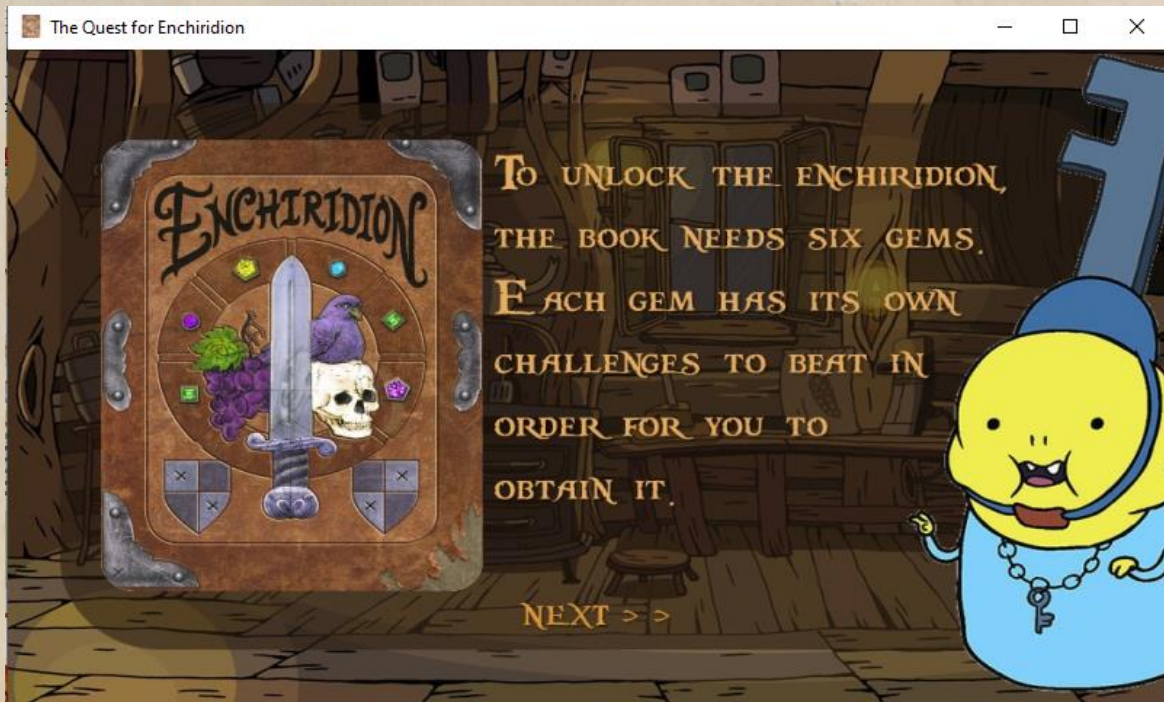 The Quest for Enchiridion
ENCHIRIDION
TO UNLOCK THE ENCHIRIDION,
THE BOOK NEEDS SIX GEMS.
EACH GEM HAS ITS OWN
CHALLENGES TO BEAT IN
ORDER FOR YOU TO
OBTAIN IT.
NEXT > >